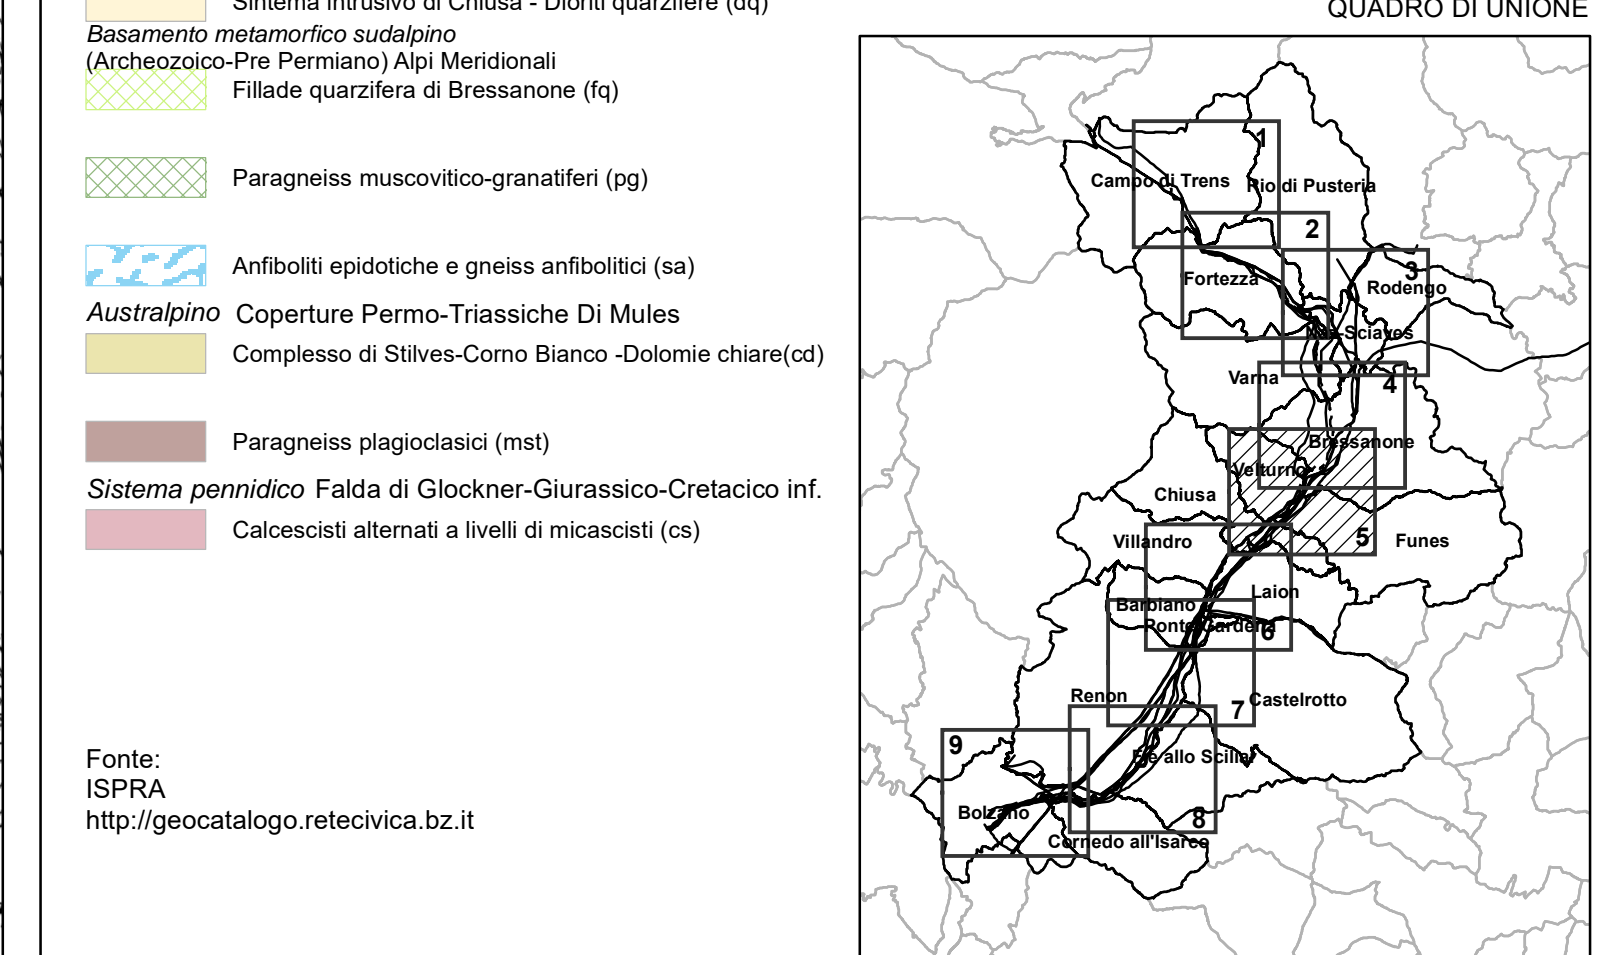 Sintema intrusivo di Chiusa - Dioriti quarzifere (dq)
Basamento metamorfico sudalpino
(Archeozoico-Pre Permiano) Alpi Meridionali
Fillade quarzifera di Bressanone (fq)
Paragneiss muscovitico-granatiferi (pg)
Anfiboliti epidotiche e gneiss anfibolitici (sa)
Australpino Coperture Permo-Triassiche Di Mules
Complesso di Stilves-Corno Bianco -Dolomie chiare(cd)
Paragneiss plagioclasici (mst)
Sistema pennidico Falda di Glockner-Giurassico-Cretacico inf.
Calcescisti alternati a livelli di micascisti (cs)
Fonte:
ISPRA
http://geocatalogo.retecivica.bz.it
QUADRO DI UNIONE
1
Campo di Trens
Rio di Pusteria
2
3
Fortezza
Rodengo
Naz-Sciaves
Varna
4
Bressanone
Velturno
Chiusa
Villandro
5
Funes
Laion
Barbiano
Ponte Gardena
6
Renon
Castelrotto
7
9
Fie allo Sciliar
Bolzano
8
Cornedo all'Isarco